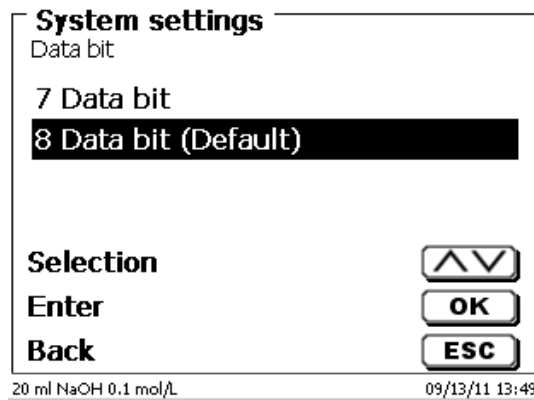 System settings
Data bit
7 Data bit
8 Data bit (Default)
Selection
Enter OK
Back ESC
20 ml NaOH 0.1 mol/L 09/13/11 13:49